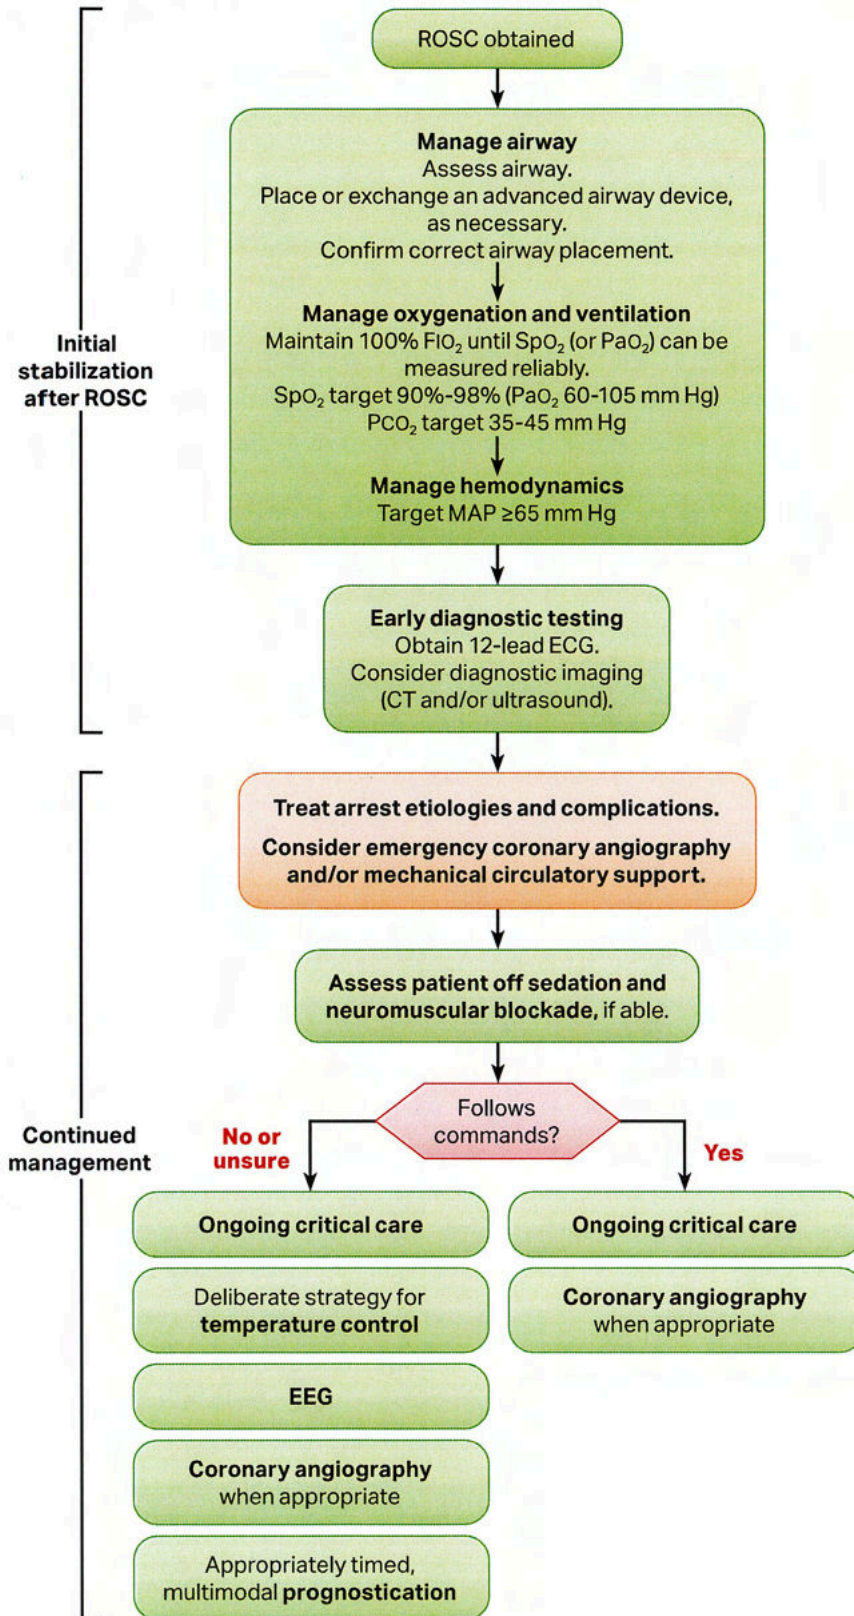 ROSC obtained
Manage airway
Assess airway.
Place or exchange an advanced airway device,
as necessary.
Confirm correct airway placement.
Manage oxygenation and ventilation
Maintain 100% FIO₂ until SpO₂ (or PaO₂) can be
measured reliably.
SpO₂ target 90%-98% (PaO₂ 60-105 mm Hg)
PCO₂ target 35-45 mm Hg
Manage hemodynamics
Target MAP ≥65 mm Hg
Initial
stabilization
after ROSC
Early diagnostic testing
Obtain 12-lead ECG.
Consider diagnostic imaging
(CT and/or ultrasound).
Treat arrest etiologies and complications.
Consider emergency coronary angiography
and/or mechanical circulatory support.
Assess patient off sedation and
neuromuscular blockade, if able.
Follows
commands?
Continued
management
No or
unsure
Yes
Ongoing critical care
Deliberate strategy for
temperature control
EEG
Coronary angiography
when appropriate
Appropriately timed,
multimodal prognostication
Ongoing critical care
Coronary angiography
when appropriate